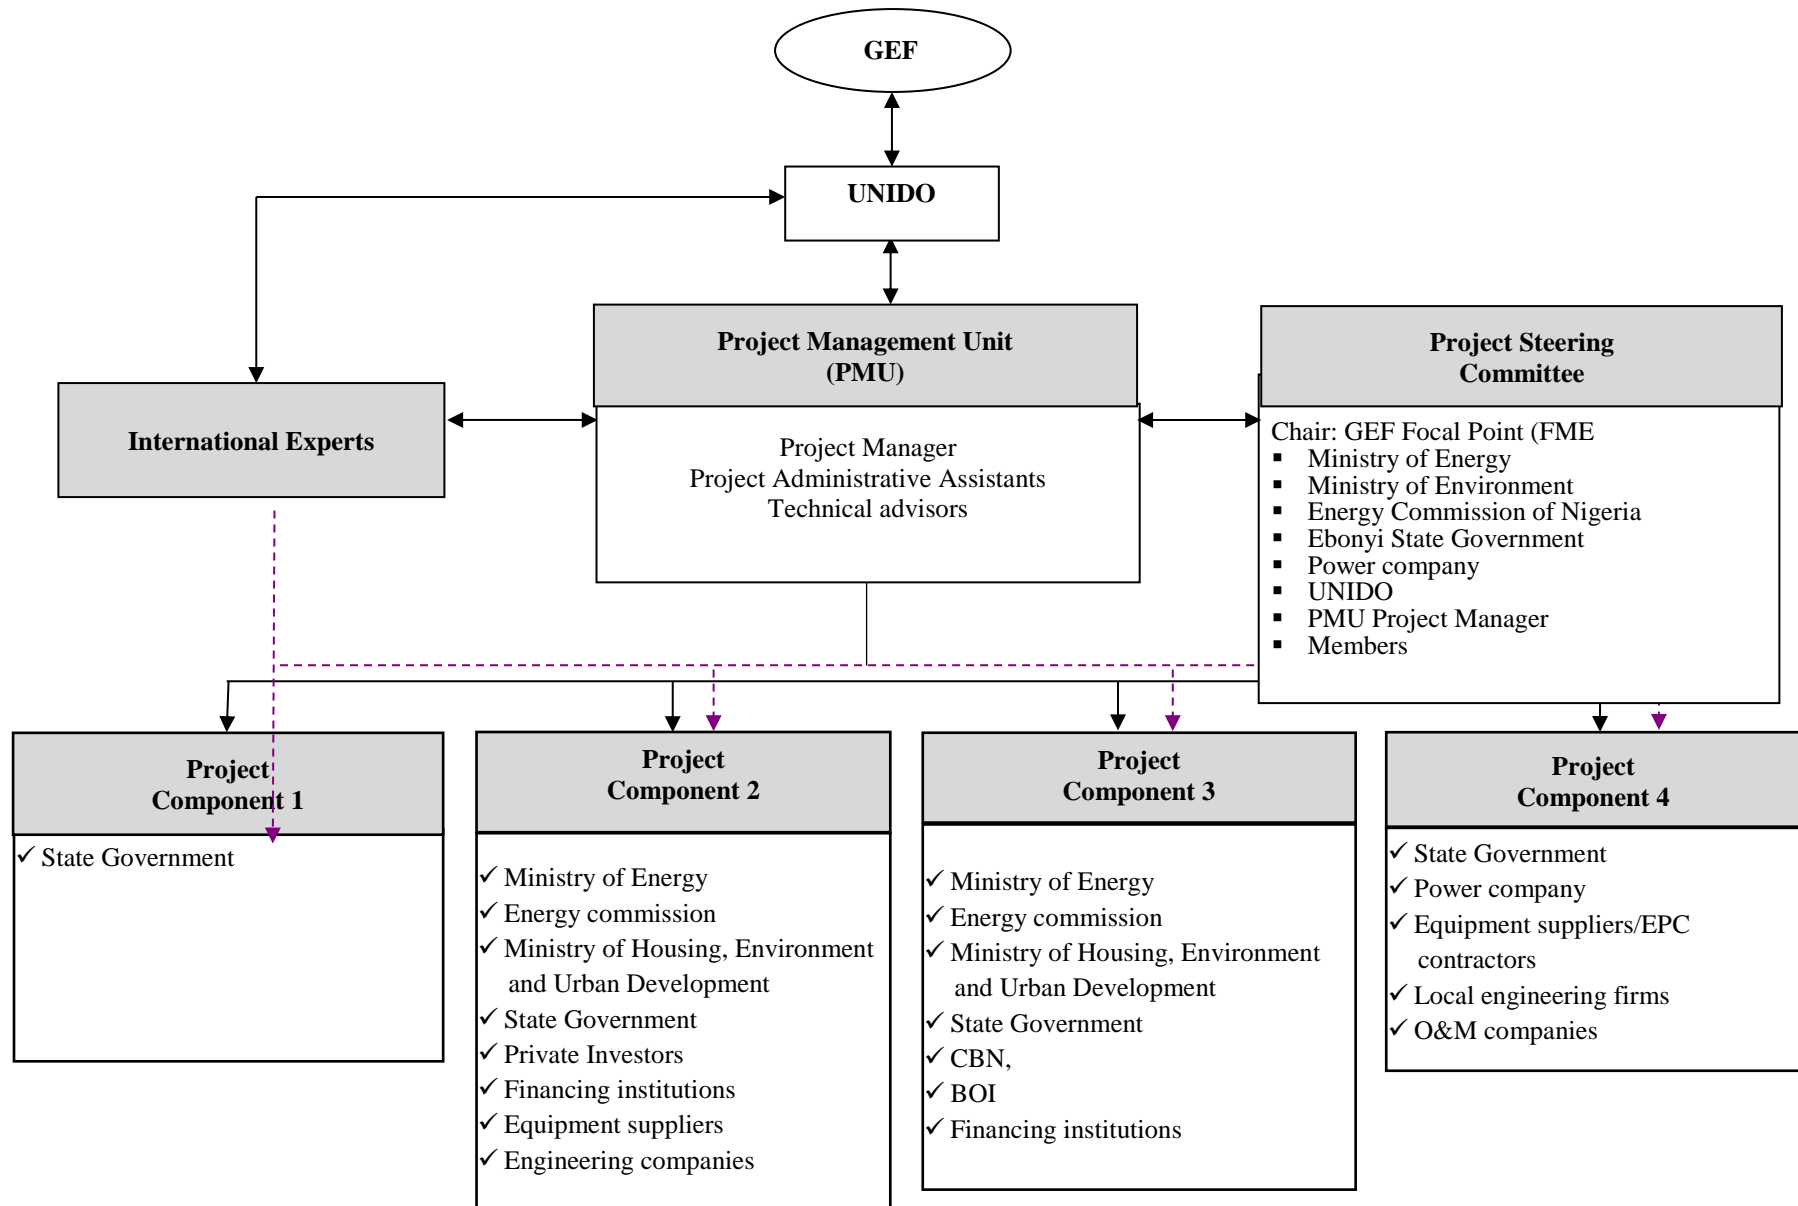 GEF
UNIDO
Project Management Unit
(PMU)
Project Steering
Committee
International Experts
Project Manager
Project Administrative Assistants
Technical advisors
Chair: GEF Focal Point (FME
▪ Ministry of Energy
▪ Ministry of Environment
▪ Energy Commission of Nigeria
▪ Ebonyi State Government
▪ Power company
▪ UNIDO
▪ PMU Project Manager
▪ Members
Project
Component 1
✓ State Government
Project
Component 2
✓ Ministry of Energy
✓ Energy commission
✓ Ministry of Housing, Environment
and Urban Development
✓ State Government
✓ Private Investors
✓ Financing institutions
✓ Equipment suppliers
✓ Engineering companies
Project
Component 3
✓ Ministry of Energy
✓ Energy commission
✓ Ministry of Housing, Environment
and Urban Development
✓ State Government
✓ CBN,
✓ BOI
✓ Financing institutions
Project
Component 4
✓ State Government
✓ Power company
✓ Equipment suppliers/EPC
contractors
✓ Local engineering firms
✓ O&M companies